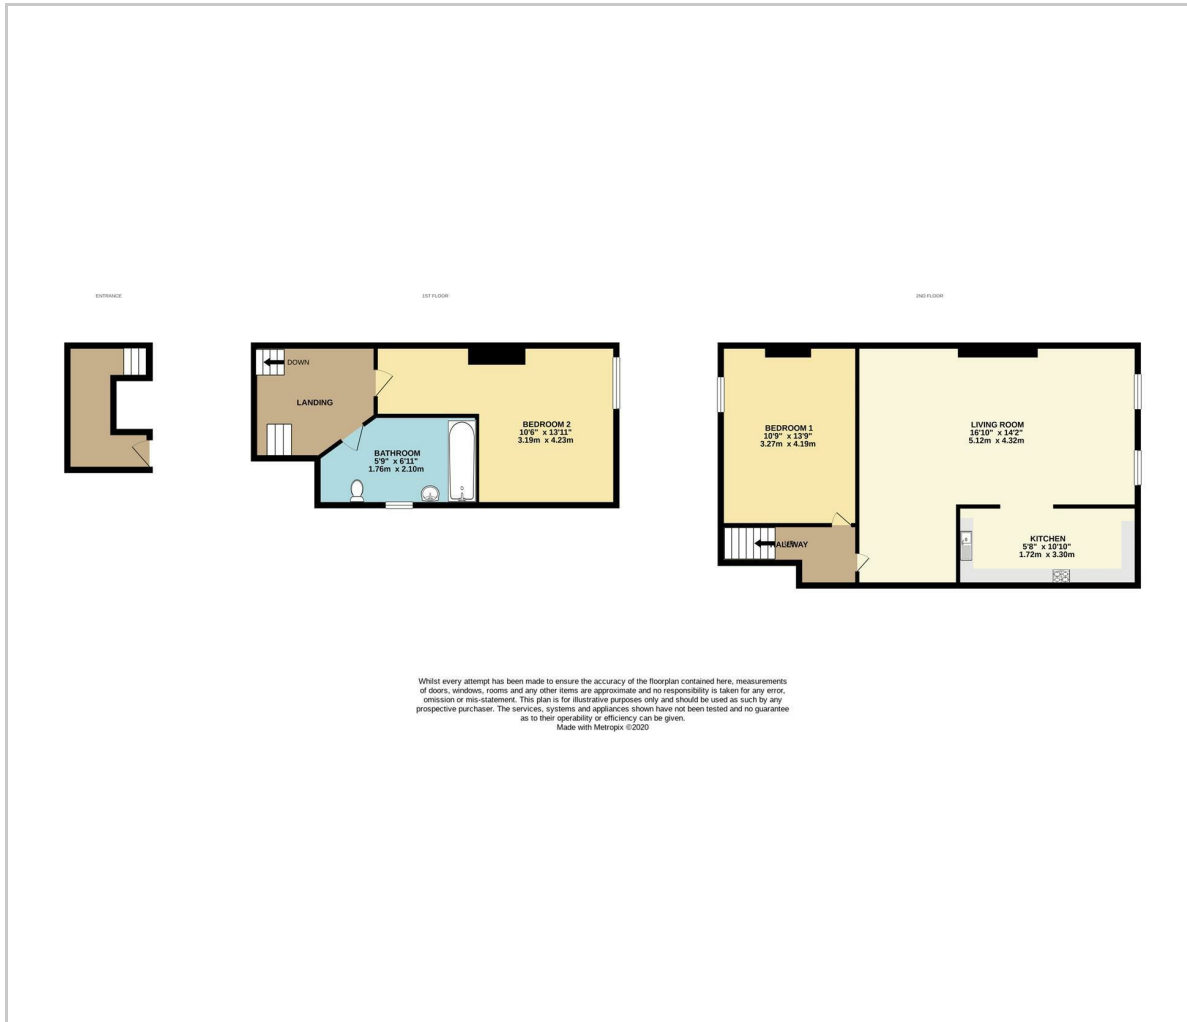 ENTRANCE
1ST FLOOR
2ND FLOOR
DOWN
LANDING
BEDROOM 2
10'6" x 13'11"
3.19m x 4.23m
BATHROOM
5'9" x 6'11"
1.76m x 2.10m
BEDROOM 1
10'9" x 13'9"
3.27m x 4.19m
LIVING ROOM
16'10" x 14'2"
5.12m x 4.32m
HALLWAY
KITCHEN
5'8" x 10'10"
1.72m x 3.30m
Whilst every attempt has been made to ensure the accuracy of the floorplan contained here, measurements
of doors, windows, rooms and any other items are approximate and no responsibility is taken for any error,
omission or mis-statement. This plan is for illustrative purposes only and should be used as such by any
prospective purchaser. The services, systems and appliances shown have not been tested and no guarantee
as to their operability or efficiency can be given.
Made with Metropix ©2020